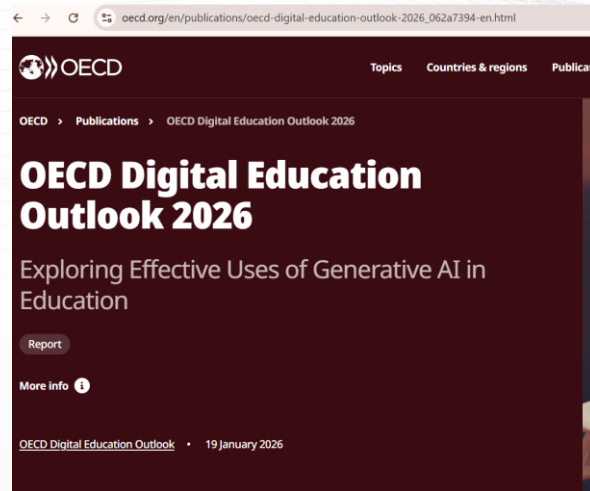 oecd.org/en/publications/oecd-digital-education-outlook-2026_062a7394-en.html
OECD
Topics Countries & regions Publica
OECD > Publications > OECD Digital Education Outlook 2026
OECD Digital Education
Outlook 2026
Exploring Effective Uses of Generative AI in
Education
Report
More info i
OECD Digital Education Outlook • 19 January 2026